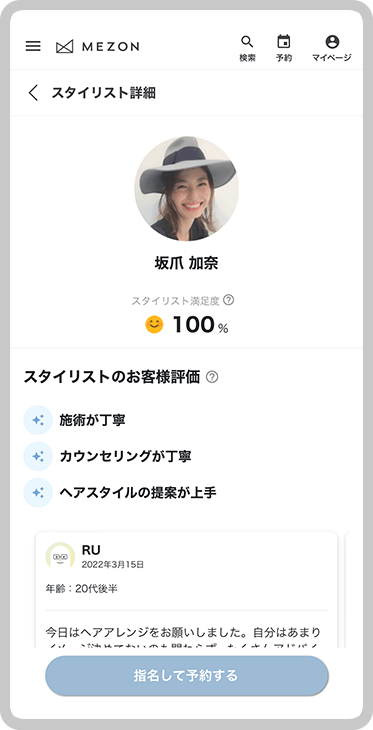 MEZON
検索 予約 マイページ
スタイリスト詳細
坂爪 加奈
スタイリスト満足度 ?
100 %
スタイリストのお客様評価 ?
施術が丁寧
カウンセリングが丁寧
ヘアスタイルの提案が上手
RU
2022年3月15日
年齢：20代後半
今日はヘアアレンジをお願いしました。自分はあまり
指名して予約する